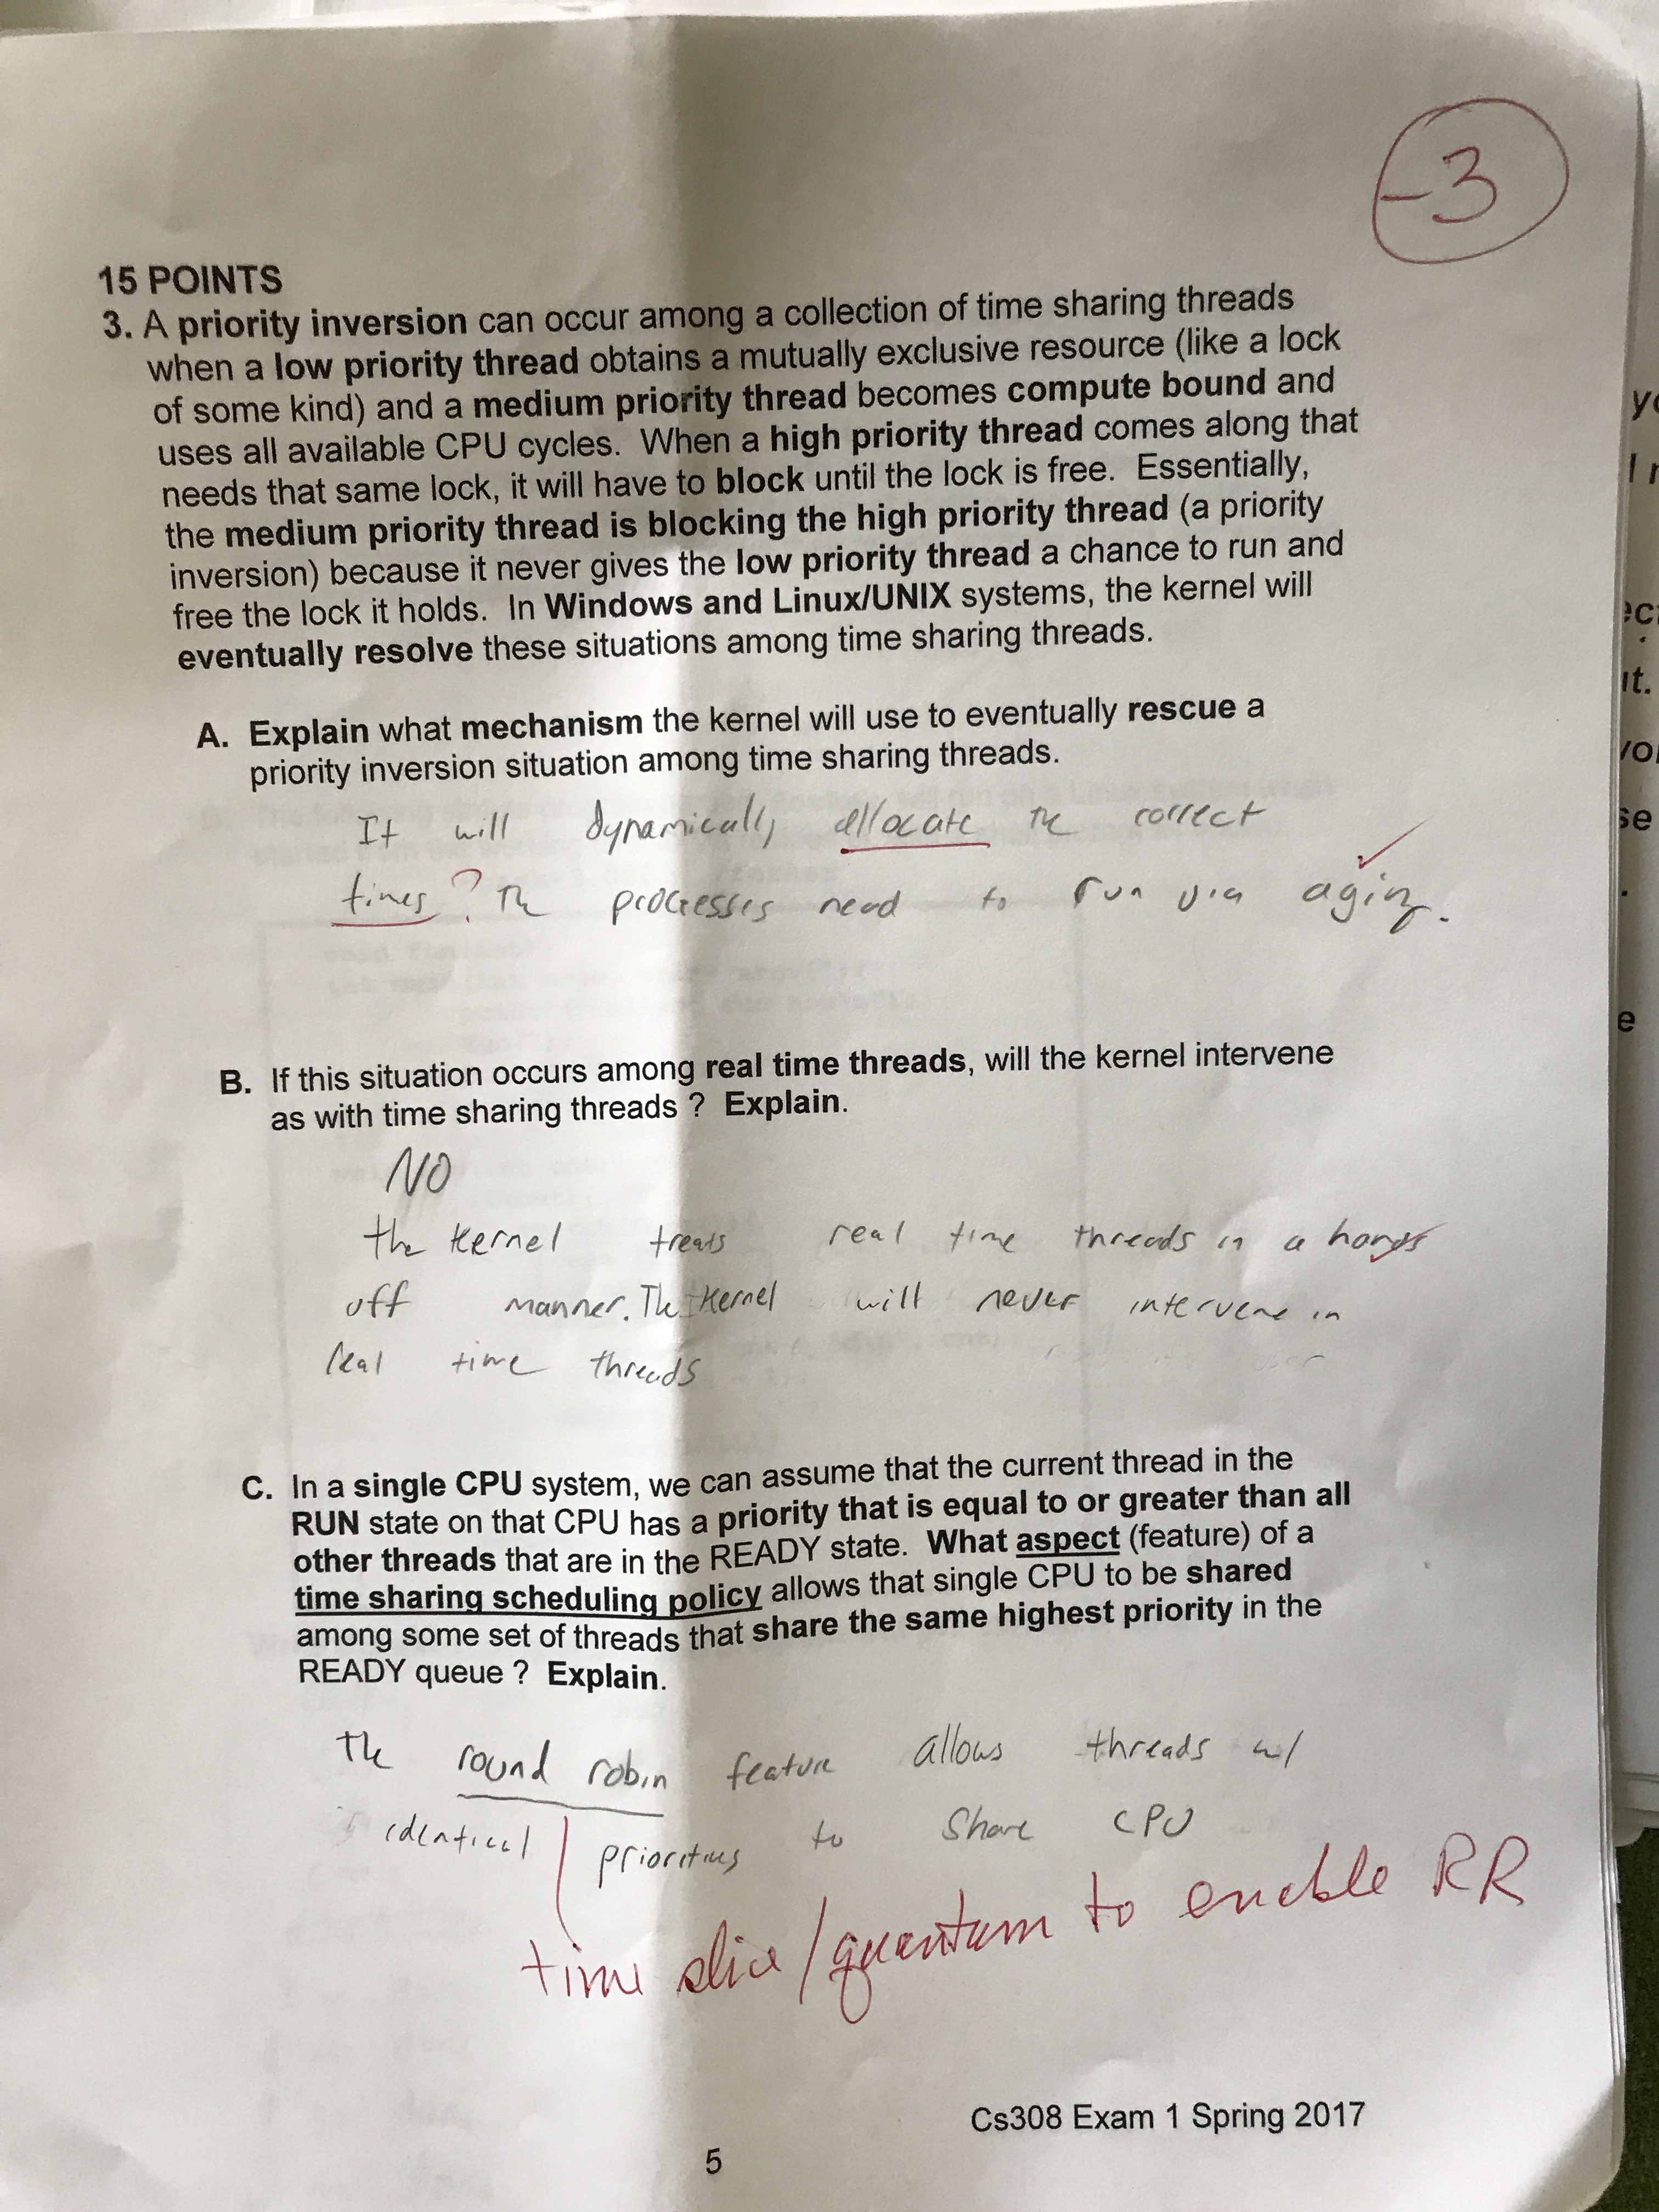 -3
15 POINTS
3. A priority inversion can occur among a collection of time sharing threads
when a low priority thread obtains a mutually exclusive resource (like a lock
of some kind) and a medium priority thread becomes compute bound and
uses all available CPU cycles. When a high priority thread comes along that
needs that same lock, it will have to block until the lock is free. Essentially,
the medium priority thread is blocking the high priority thread (a priority
inversion) because it never gives the low priority thread a chance to run and
free the lock it holds. In Windows and Linux/UNIX systems, the kernel will
eventually resolve these situations among time sharing threads.
A. Explain what mechanism the kernel will use to eventually rescue a
priority inversion situation among time sharing threads.
It will dynamically allocate the correct
times ? The processes need to run via aging.
B. If this situation occurs among real time threads, will the kernel intervene
as with time sharing threads ? Explain.
NO
the kernel treats real time threads in a hands
off manner. The kernel will never intervene in
real time threads
C. In a single CPU system, we can assume that the current thread in the
RUN state on that CPU has a priority that is equal to or greater than all
other threads that are in the READY state. What aspect (feature) of a
time sharing scheduling policy allows that single CPU to be shared
among some set of threads that share the same highest priority in the
READY queue ? Explain.
The round robin feature allows threads w/
identical priorities to share CPU
time slice/quantum to enable RR
Cs308 Exam 1 Spring 2017
5